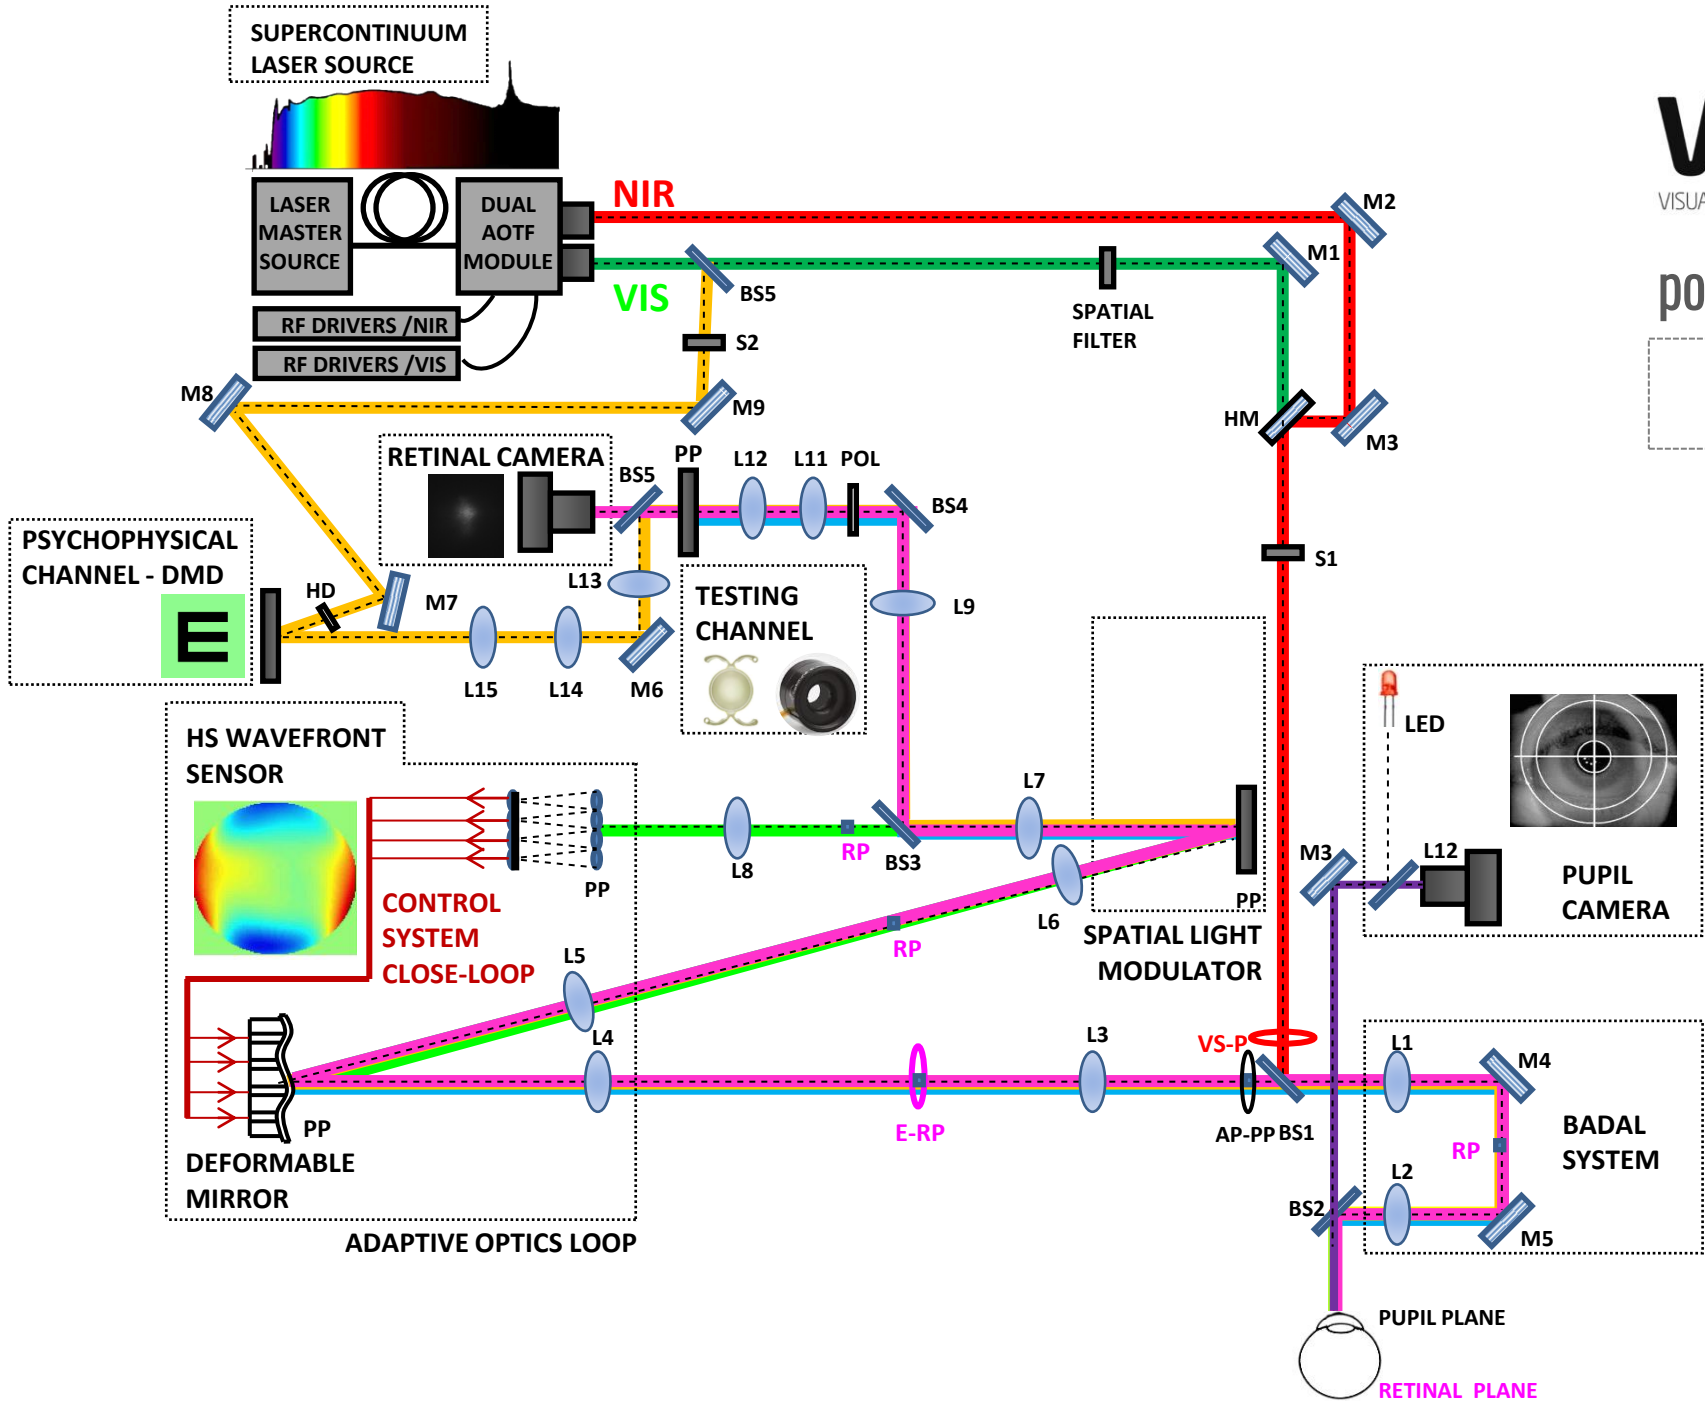 SUPERCONTINUUM
LASER SOURCE
LASER
MASTER
SOURCE
DUAL
AOTF
MODULE
NIR
VIS
RF DRIVERS /NIR
RF DRIVERS /VIS
M2
M1
BS5
SPATIAL
FILTER
S2
M8
M9
HM
M3
RETINAL CAMERA
BS5
PP
L12
L11
POL
BS4
S1
PSYCHOPHYSICAL
CHANNEL - DMD
E
HD
M7
L13
L15
L14
M6
TESTING
CHANNEL
L9
HS WAVEFRONT
SENSOR
CONTROL
SYSTEM
CLOSE-LOOP
PP
L8
RP
BS3
L7
L6
PP
SPATIAL LIGHT
MODULATOR
RP
L5
L4
PP
DEFORMABLE
MIRROR
ADAPTIVE OPTICS LOOP
E-RP
L3
VS-P
AP-PP
BS1
LED
M3
L12
PUPIL
CAMERA
L1
M4
RP
BADAL
SYSTEM
L2
BS2
M5
PUPIL PLANE
RETINAL PLANE
V
VISUA
po